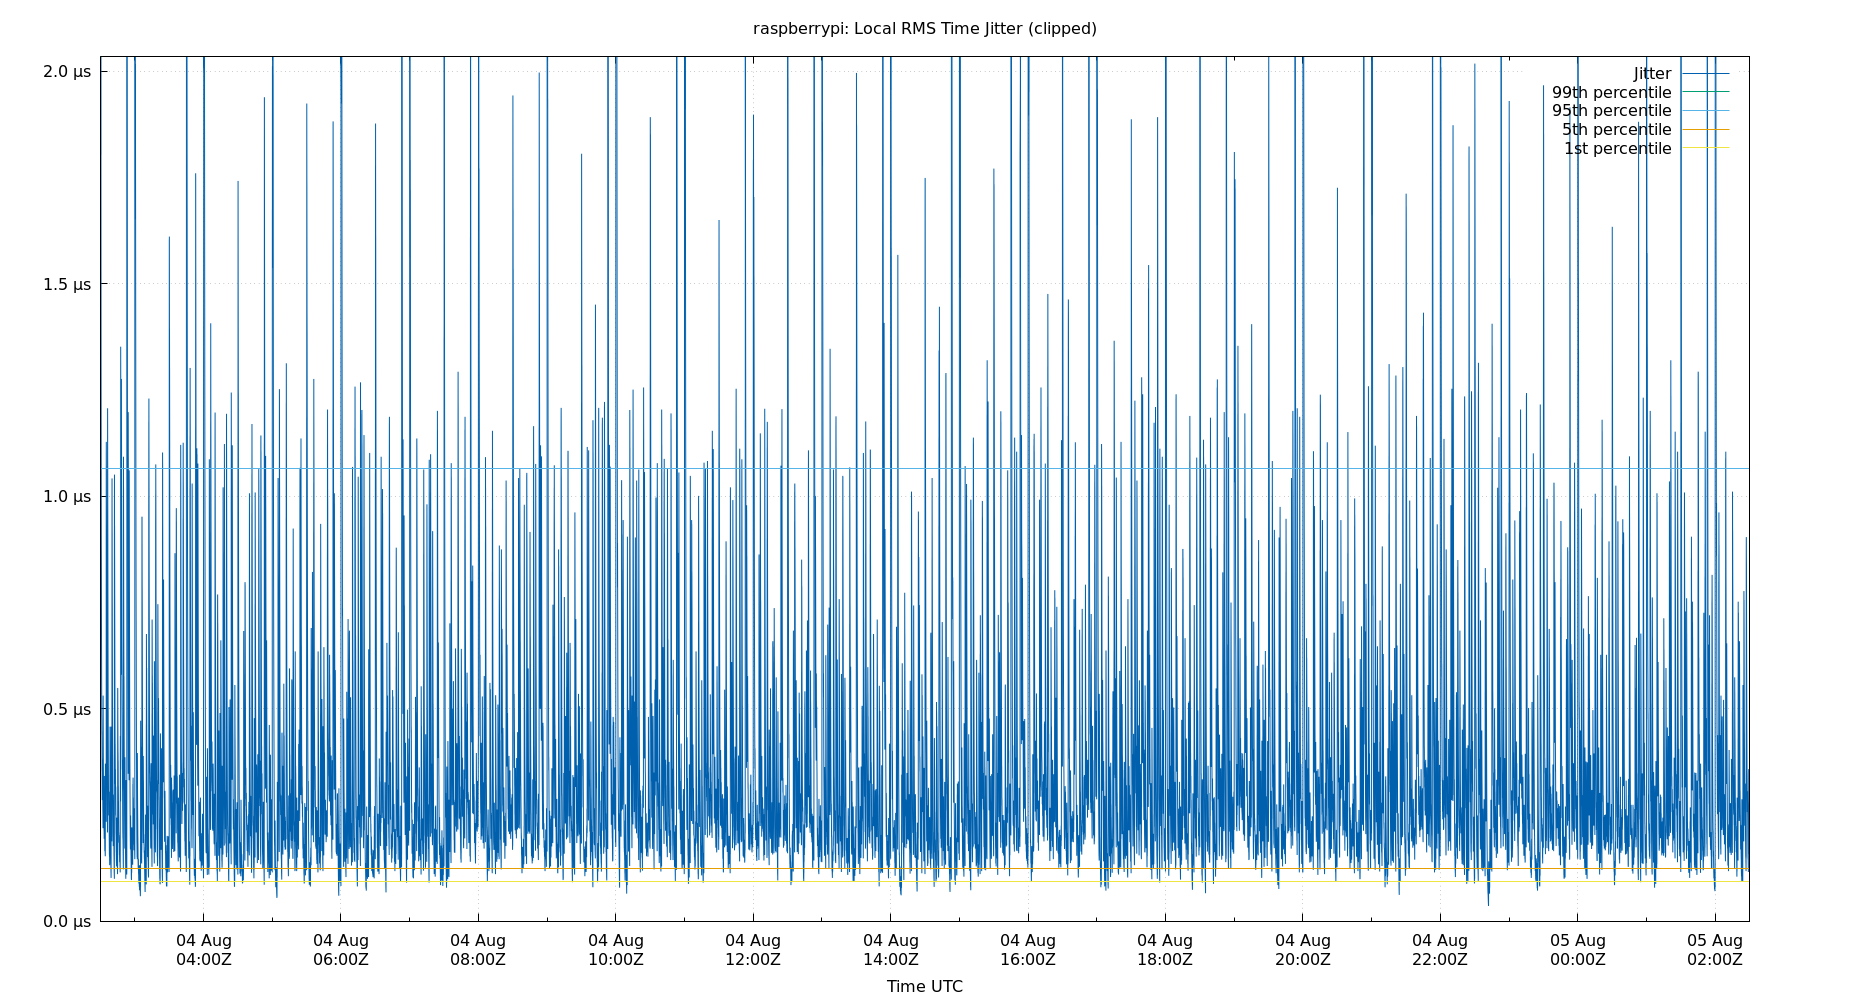 raspberrypi: Local RMS Time Jitter (clipped)
2.0 µs
1.5 µs
1.0 µs
0.5 µs
0.0 µs
Jitter
99th percentile
95th percentile
5th percentile
1st percentile
04 Aug 04 Aug 04 Aug 04 Aug 04 Aug 04 Aug 04 Aug 04 Aug 04 Aug 04 Aug 05 Aug 05 Aug
04:00Z 06:00Z 08:00Z 10:00Z 12:00Z 14:00Z 16:00Z 18:00Z 20:00Z 22:00Z 00:00Z 02:00Z
Time UTC